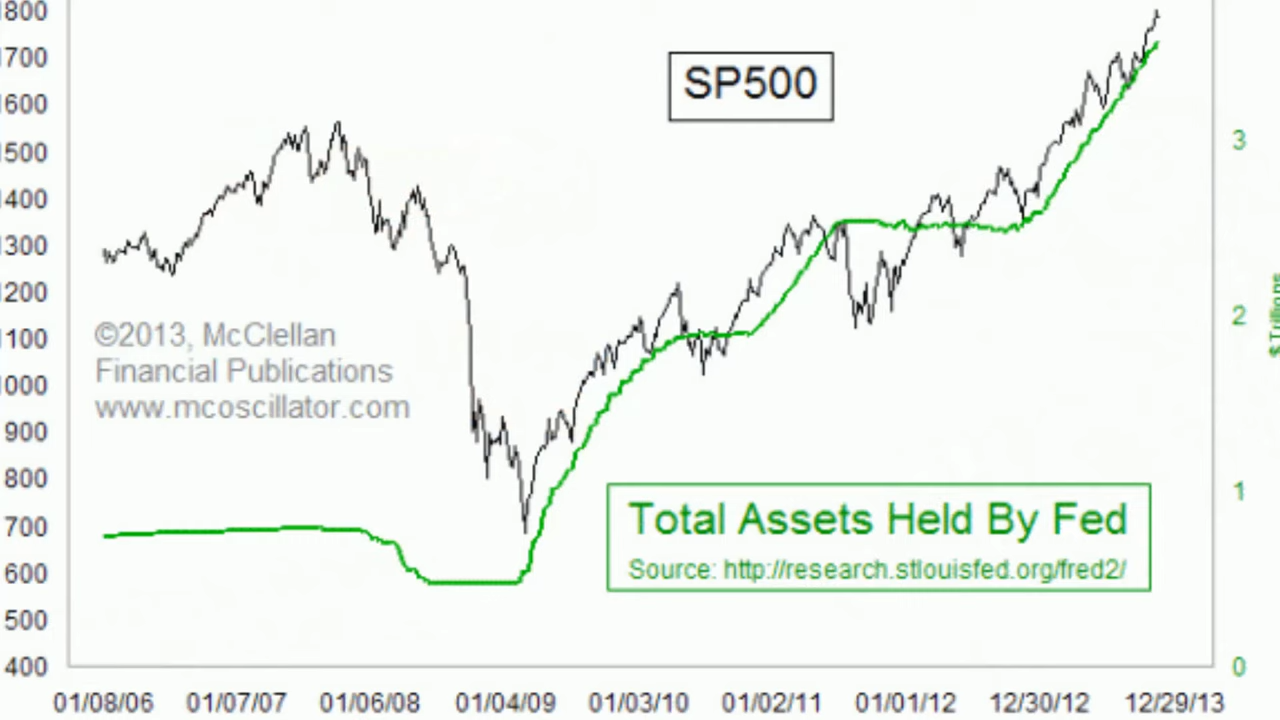 1800
1700
1600
1500
1400
1300
1200
1100
1000
900
800
700
600
500
400
SP500
©2013, McClellan
Financial Publications
www.mcoscillator.com
Total Assets Held By Fed
Source: http://research.stlouisfed.org/fred2/
3
2
1
0
$ Trillions
01/08/06 01/07/07 01/06/08 01/04/09 01/03/10 01/02/11 01/01/12 12/30/12 12/29/13